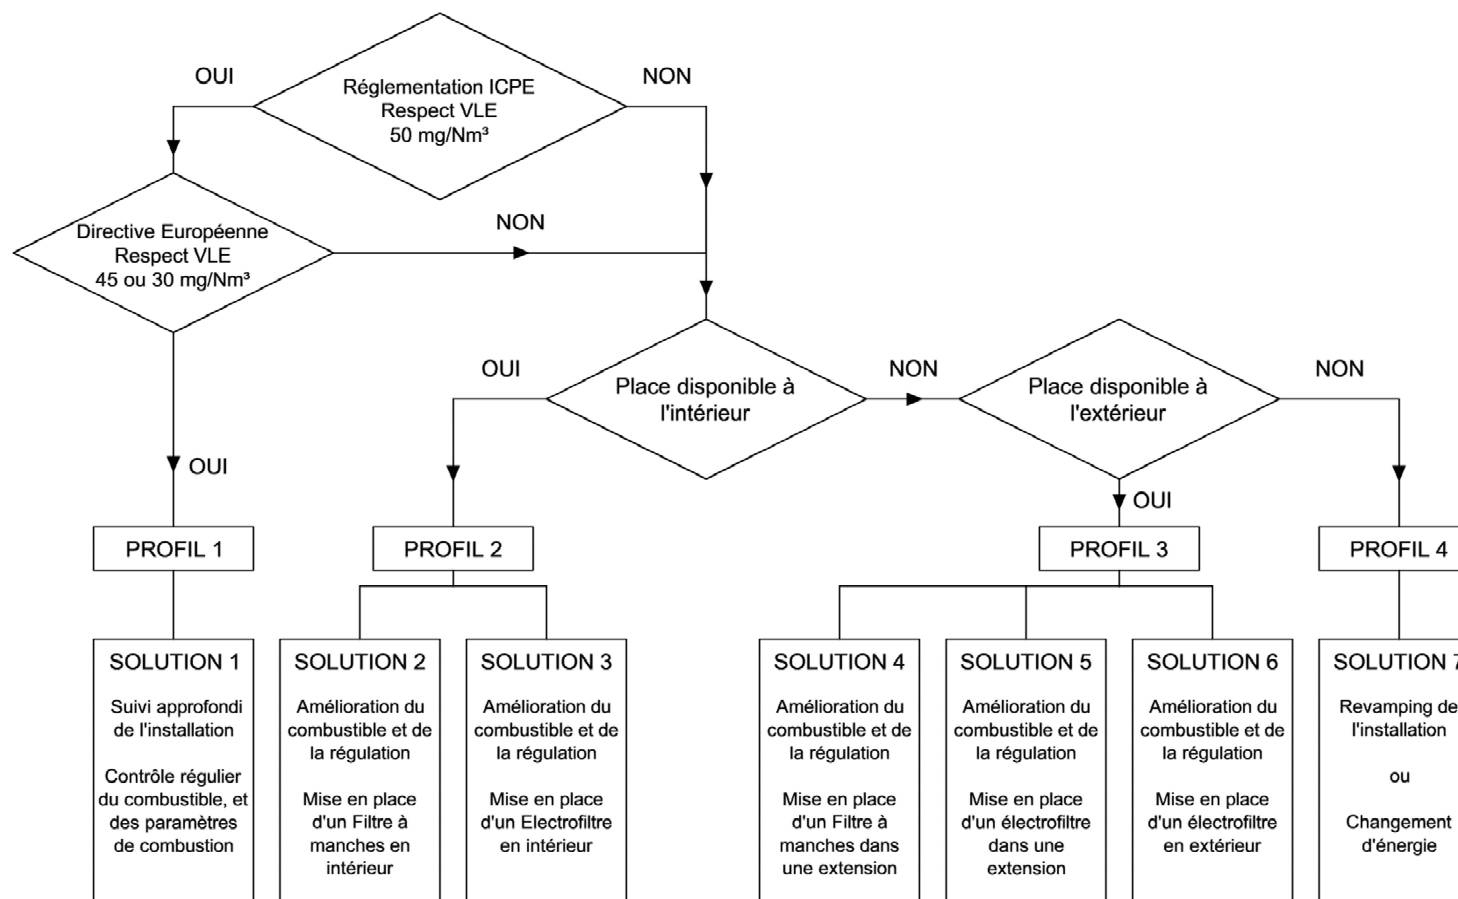 OUI
NON
Réglementation ICPE
Respect VLE
50 mg/Nm³
Directive Européenne
Respect VLE
45 ou 30 mg/Nm³
NON
OUI
OUI
Place disponible à
l'intérieur
NON
Place disponible à
l'extérieur
NON
OUI
PROFIL 1
PROFIL 2
PROFIL 3
PROFIL 4
SOLUTION 1
Suivi approfondi
de l'installation
Contrôle régulier
du combustible, et
des paramètres
de combustion
SOLUTION 2
Amélioration du
combustible et de
la régulation
Mise en place
d'un Filtre à
manches en
intérieur
SOLUTION 3
Amélioration du
combustible et de
la régulation
Mise en place
d'un Electrofiltre
en intérieur
SOLUTION 4
Amélioration du
combustible et de
la régulation
Mise en place
d'un Filtre à
manches dans
une extension
SOLUTION 5
Amélioration du
combustible et de
la régulation
Mise en place
d'un électrofiltre
dans une
extension
SOLUTION 6
Amélioration du
combustible et de
la régulation
Mise en place
d'un électrofiltre
en extérieur
SOLUTION 7
Revamping de
l'installation
ou
Changement
d'énergie